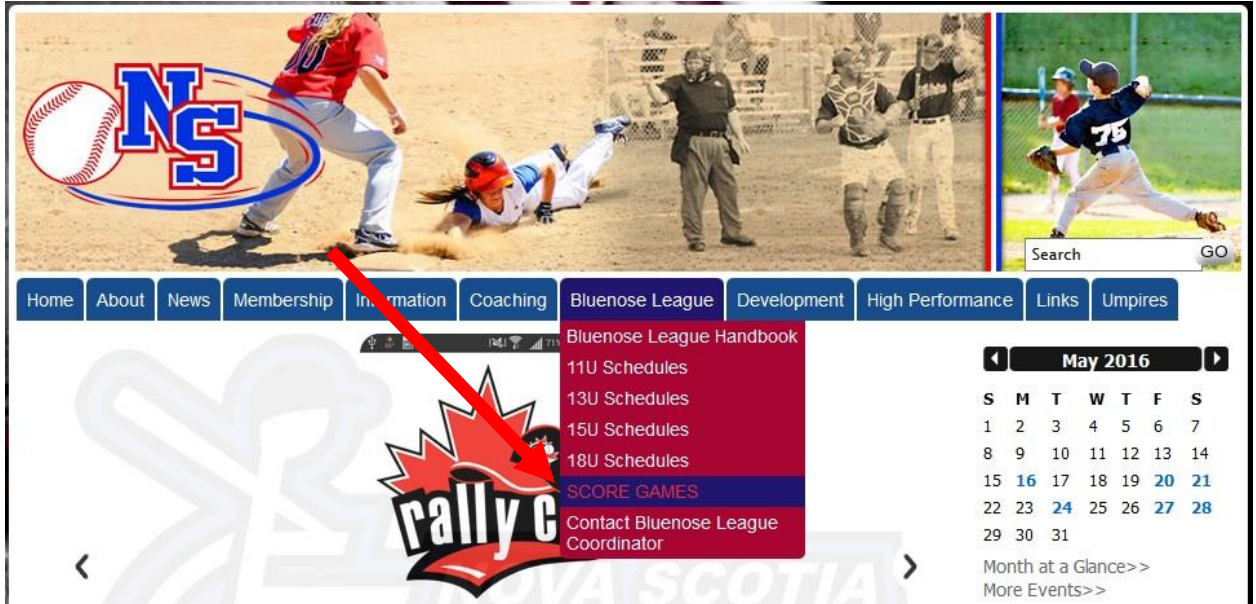 NS
75
Search GO
Home About News Membership Information Coaching Bluenose League Development High Performance Links Umpires
71%
Bluenose League Handbook
11U Schedules
13U Schedules
15U Schedules
18U Schedules
SCORE GAMES
Contact Bluenose League
Coordinator
rally c
NOVA SCOTIA
May 2016
S M T W T F S
1 2 3 4 5 6 7
8 9 10 11 12 13 14
15 16 17 18 19 20 21
22 23 24 25 26 27 28
29 30 31
Month at a Glance>>
More Events>>